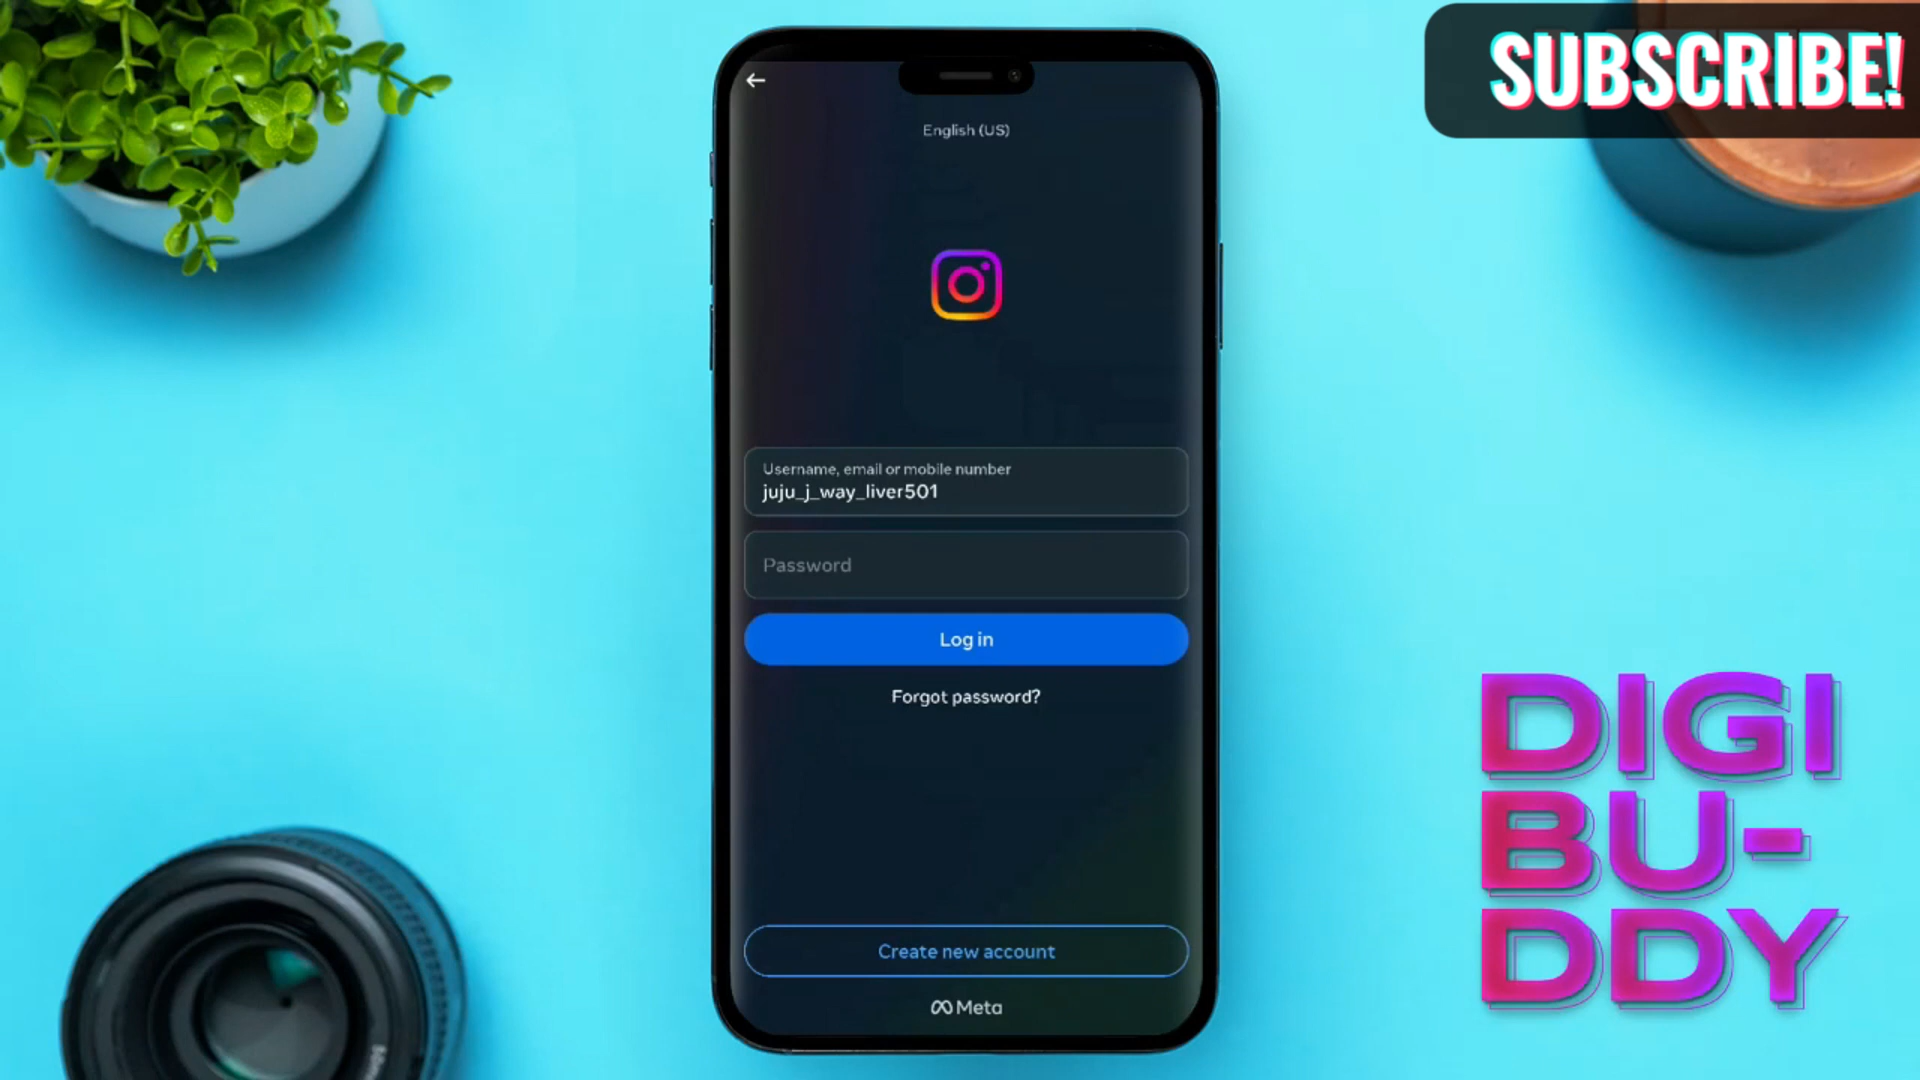 SUBSCRIBE!
English (US)
Username, email or mobile number
juju_j_way_liver501
Password
Log in
Forgot password?
Create new account
Meta
DIGI
BU-
DDY